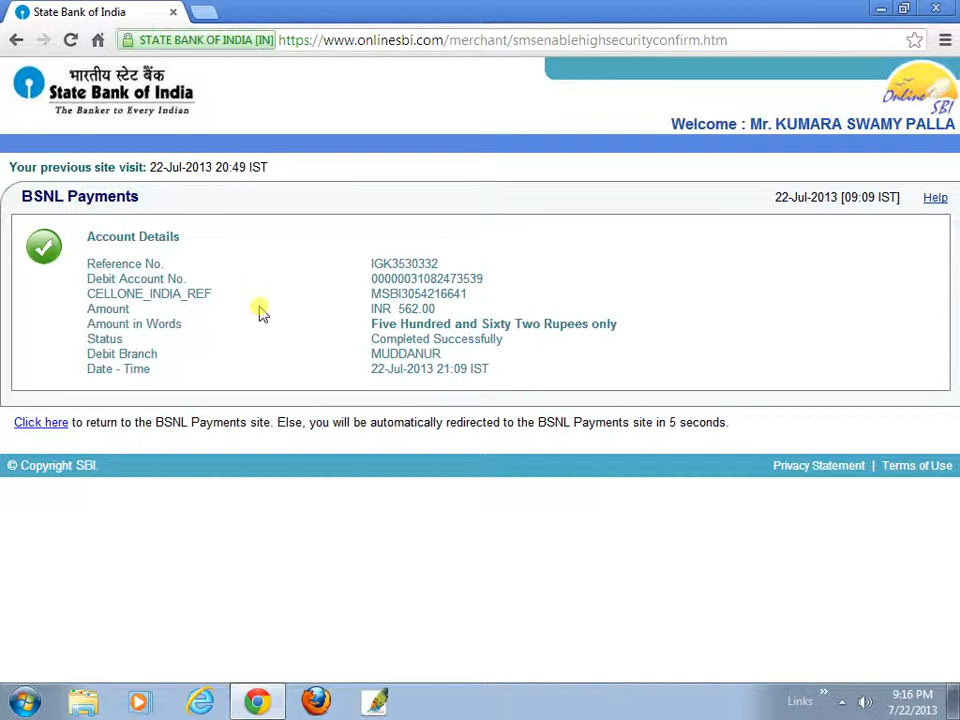 State Bank of India
STATE BANK OF INDIA [IN] https://www.onlinesbi.com/merchant/smsenablehighsecurityconfirm.htm
भारतीय स्टेट बैंक
State Bank of India
The Banker to Every Indian
Online SBI
Welcome : Mr. KUMARA SWAMY PALLA
Your previous site visit: 22-Jul-2013 20:49 IST
BSNL Payments 22-Jul-2013 [09:09 IST] Help
Account Details
Reference No. IGK3530332
Debit Account No. 00000031082473539
CELLONE_INDIA_REF MSBI3054216641
Amount INR 562.00
Amount in Words Five Hundred and Sixty Two Rupees only
Status Completed Successfully
Debit Branch MUDDANUR
Date - Time 22-Jul-2013 21:09 IST
Click here to return to the BSNL Payments site. Else, you will be automatically redirected to the BSNL Payments site in 5 seconds.
© Copyright SBI. Privacy Statement | Terms of Use
Links » 9:16 PM
7/22/2013